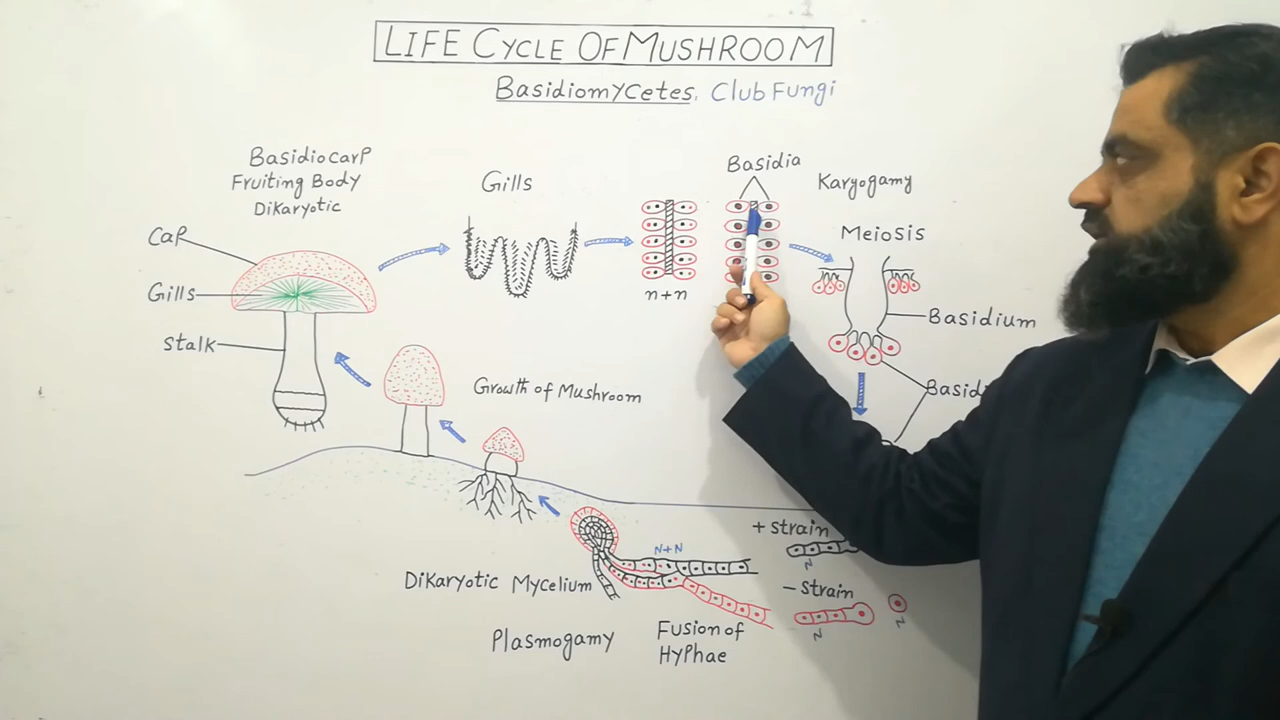 LIFE CYCLE OF MUSHROOM
Basidiomycetes. Club Fungi
Basidiocarp
Fruiting Body
Dikaryotic
Cap
Gills
Stalk
Gills
n+n
Basidia
Karyogamy
Meiosis
Basidium
Growth of Mushroom
+ strain
N
- Strain
N
N
N+N
Dikaryotic Mycelium
Plasmogamy
Fusion of
Hyphae